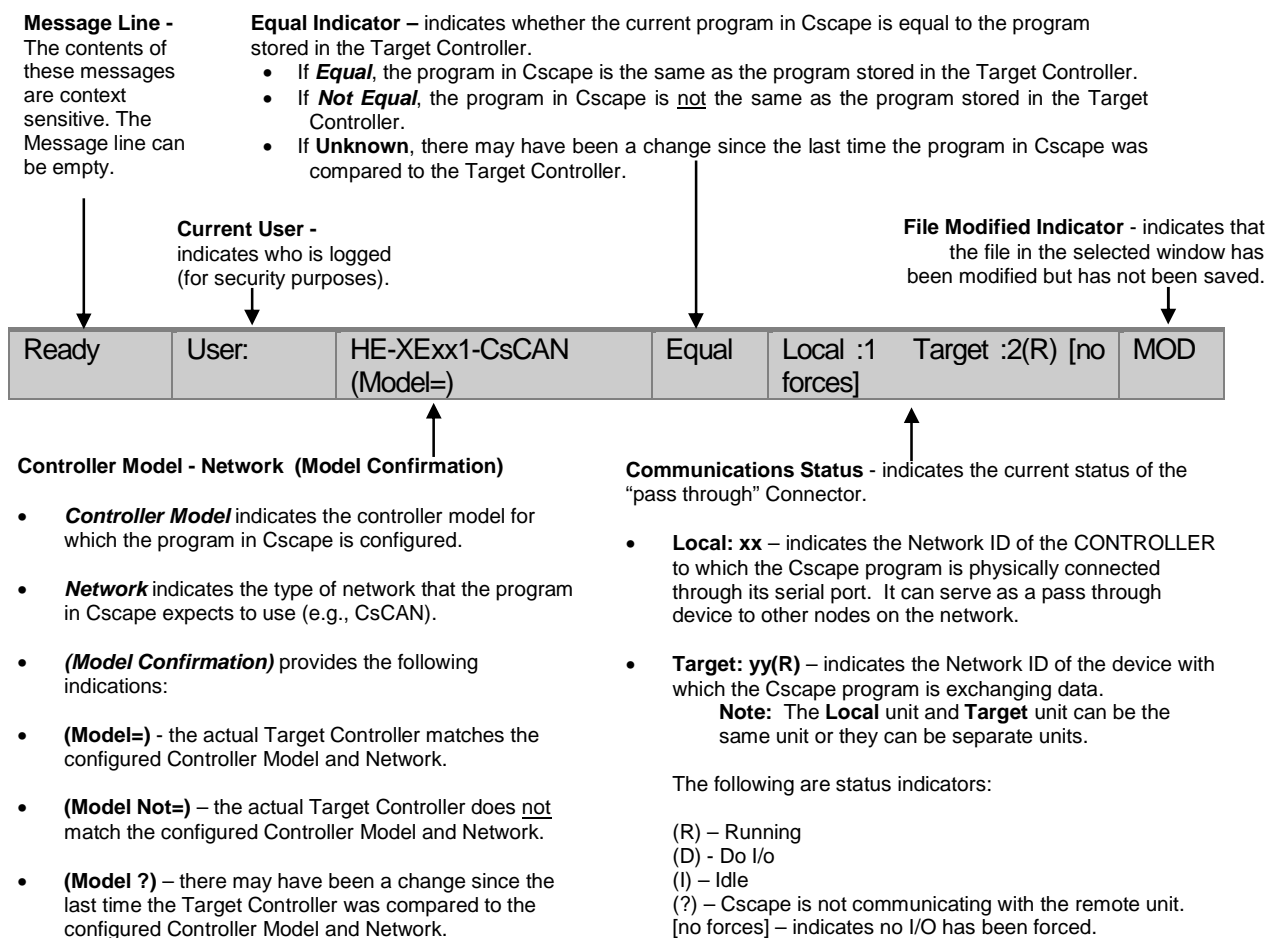 Message Line -
The contents of
these messages
are context
sensitive. The
Message line can
be empty.
Equal Indicator – indicates whether the current program in Cscape is equal to the program
stored in the Target Controller.
• If Equal, the program in Cscape is the same as the program stored in the Target Controller.
• If Not Equal, the program in Cscape is not the same as the program stored in the Target
Controller.
• If Unknown, there may have been a change since the last time the program in Cscape was
compared to the Target Controller.
Current User -
indicates who is logged
(for security purposes).
File Modified Indicator - indicates that
the file in the selected window has
been modified but has not been saved.
Ready
User:
HE-XExx1-CsCAN
(Model=)
Equal
Local :1 Target :2(R) [no
forces]
MOD
Controller Model - Network (Model Confirmation)
• Controller Model indicates the controller model for
which the program in Cscape is configured.
• Network indicates the type of network that the program
in Cscape expects to use (e.g., CsCAN).
• (Model Confirmation) provides the following
indications:
• (Model=) - the actual Target Controller matches the
configured Controller Model and Network.
• (Model Not=) – the actual Target Controller does not
match the configured Controller Model and Network.
• (Model ?) – there may have been a change since the
last time the Target Controller was compared to the
configured Controller Model and Network.
Communications Status - indicates the current status of the
“pass through” Connector.
• Local: xx – indicates the Network ID of the CONTROLLER
to which the Cscape program is physically connected
through its serial port. It can serve as a pass through
device to other nodes on the network.
• Target: yy(R) – indicates the Network ID of the device with
which the Cscape program is exchanging data.
Note: The Local unit and Target unit can be the
same unit or they can be separate units.
The following are status indicators:
(R) – Running
(D) - Do I/o
(I) – Idle
(?) – Cscape is not communicating with the remote unit.
[no forces] – indicates no I/O has been forced.